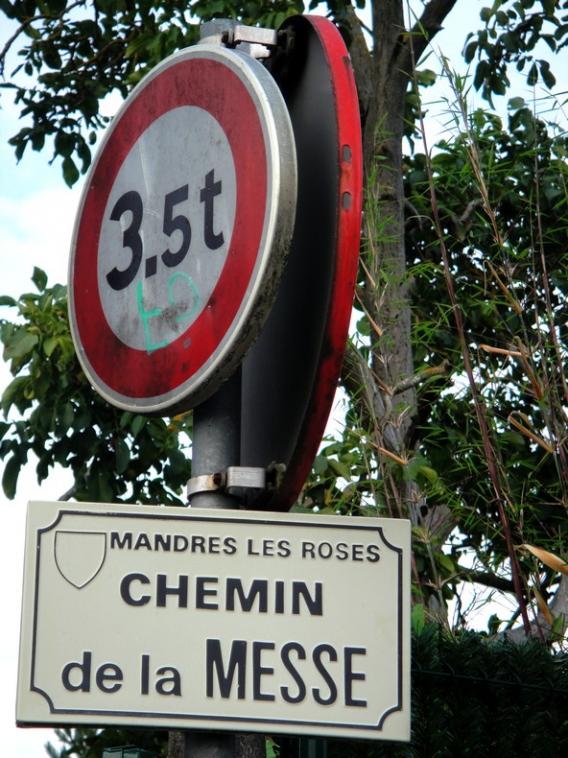 3.5t
MANDRES LES ROSES
CHEMIN
de la MESSE